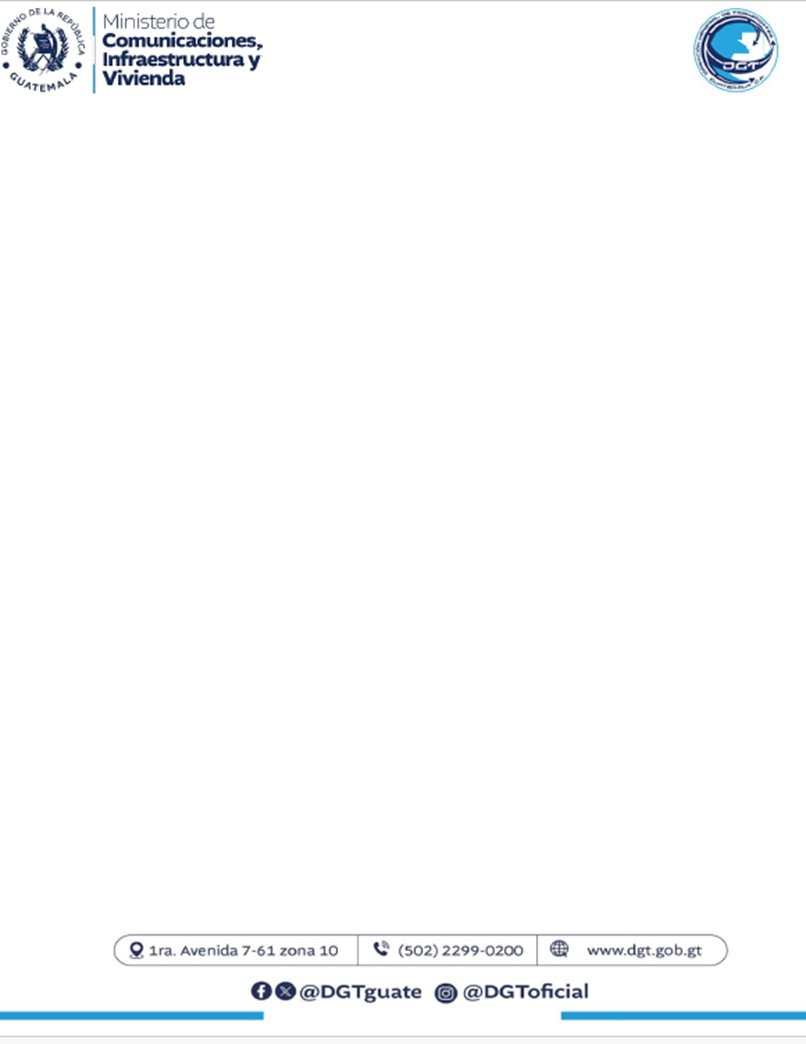 GOBIERNO DE LA REPÚBLICA
GUATEMALA
Ministerio de
Comunicaciones,
Infraestructura y
Vivienda
DGT
1ra. Avenida 7-61 zona 10
(502) 2299-0200
www.dgt.gob.gt
@DGTguate
@DGToficial